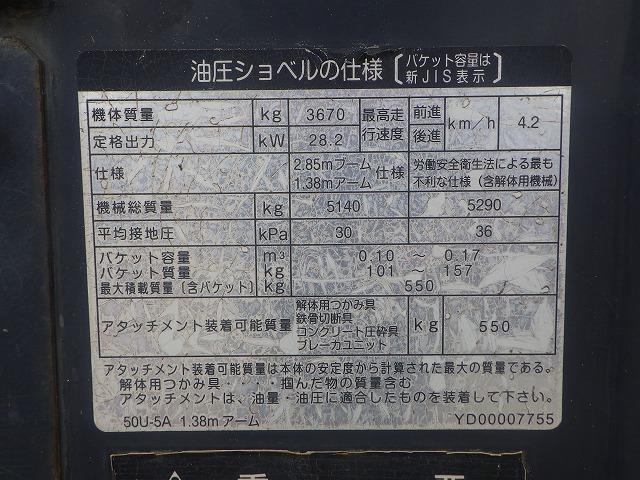 油圧ショベルの仕様〔バケット容量は新JIS表示〕
機体質量 kg 3670 最高走行速度 前進 後進 km/h 4.2
定格出力 kW 28.2
仕様 2.85mブーム 1.38mアーム 仕様 労働安全衛生法による最も不利な仕様(含解体用機械)
機械総質量 kg 5140 5290
平均接地圧 kPa 30 36
バケット容量 m³ 0.10 ~ 0.17
バケット質量 kg 101 ~ 157
最大積載質量(含バケット) kg 550
アタッチメント装着可能質量 解体用つかみ具 鉄骨切断具 コンクリート圧砕具 ブレーカユニット kg 550
アタッチメント装着可能質量は本体の安定度から計算された最大の質量である。
解体用つかみ具・・・・掴んだ物の質量含む
アタッチメントは、油量・油圧に適合したものを装着して下さい。
50U-5A 1.38mアーム YD00007755